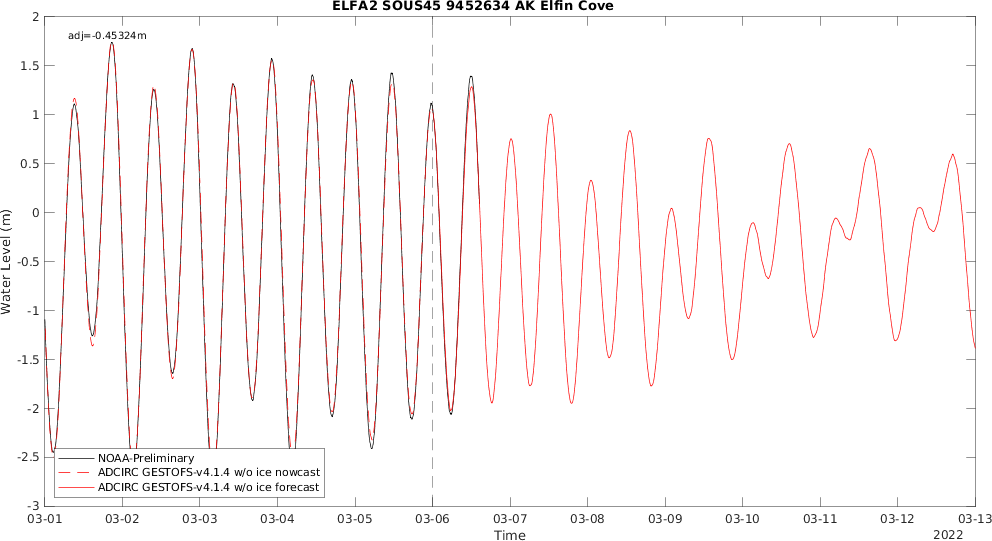 ELFA2 SOUS45 9452634 AK Elfin Cove
adj=-0.45324m
2
1.5
1
0.5
0
-0.5
-1
-1.5
-2
-2.5
-3
Water Level (m)
NOAA-Preliminary
ADCIRC GESTOFS-v4.1.4 w/o ice nowcast
ADCIRC GESTOFS-v4.1.4 w/o ice forecast
03-01 03-02 03-03 03-04 03-05 03-06 03-07 03-08 03-09 03-10 03-11 03-12 03-13
Time
2022